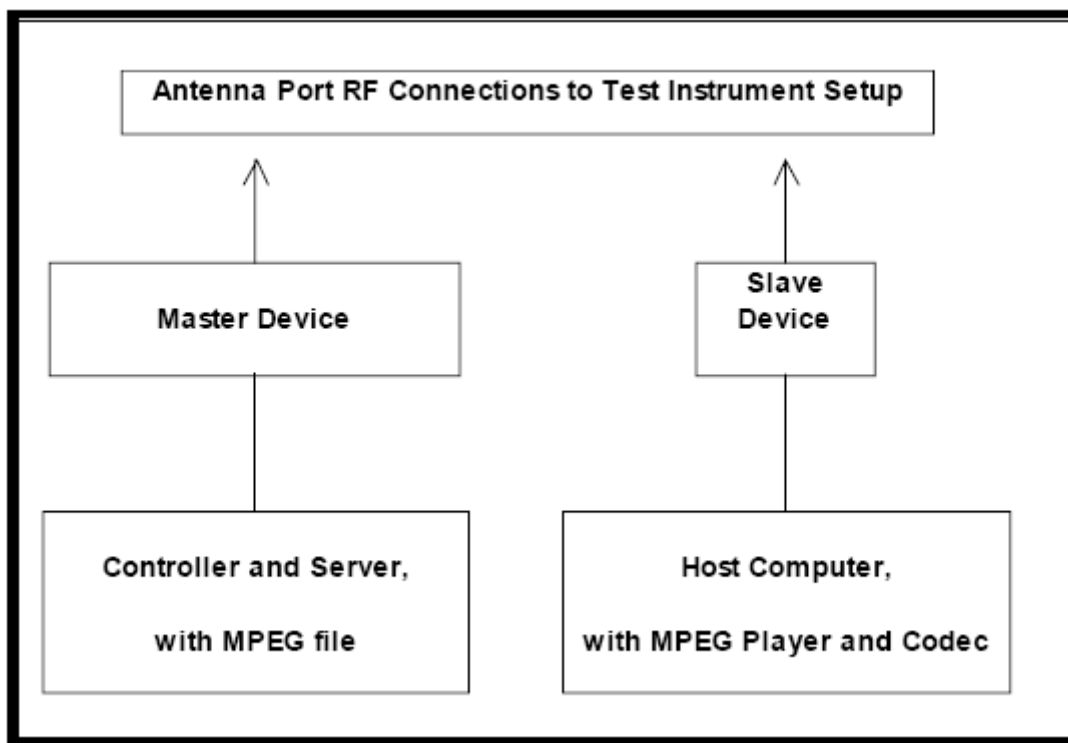 Antenna Port RF Connections to Test Instrument Setup
Master Device
Slave
Device
Controller and Server,
with MPEG file
Host Computer,
with MPEG Player and Codec